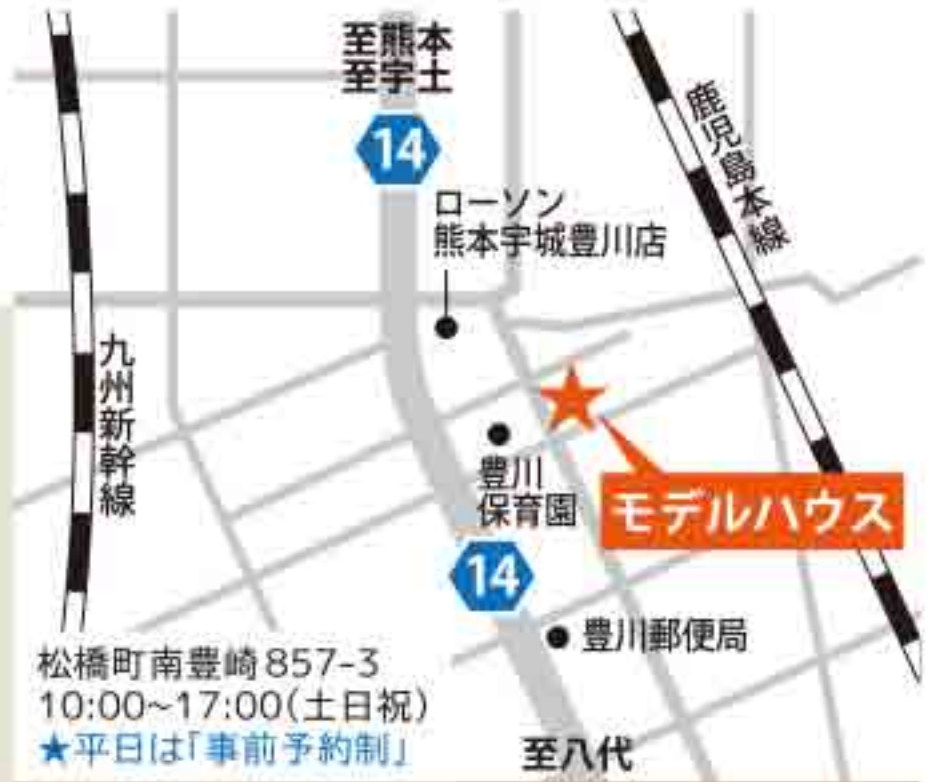 至熊本
至宇土
14
ローソン
熊本宇城豊川店
鹿児島本線
九州新幹線
豊川
保育園
モデルハウス
14
豊川郵便局
松橋町南豊崎857-3
10:00~17:00(土日祝)
★平日は「事前予約制」
至八代